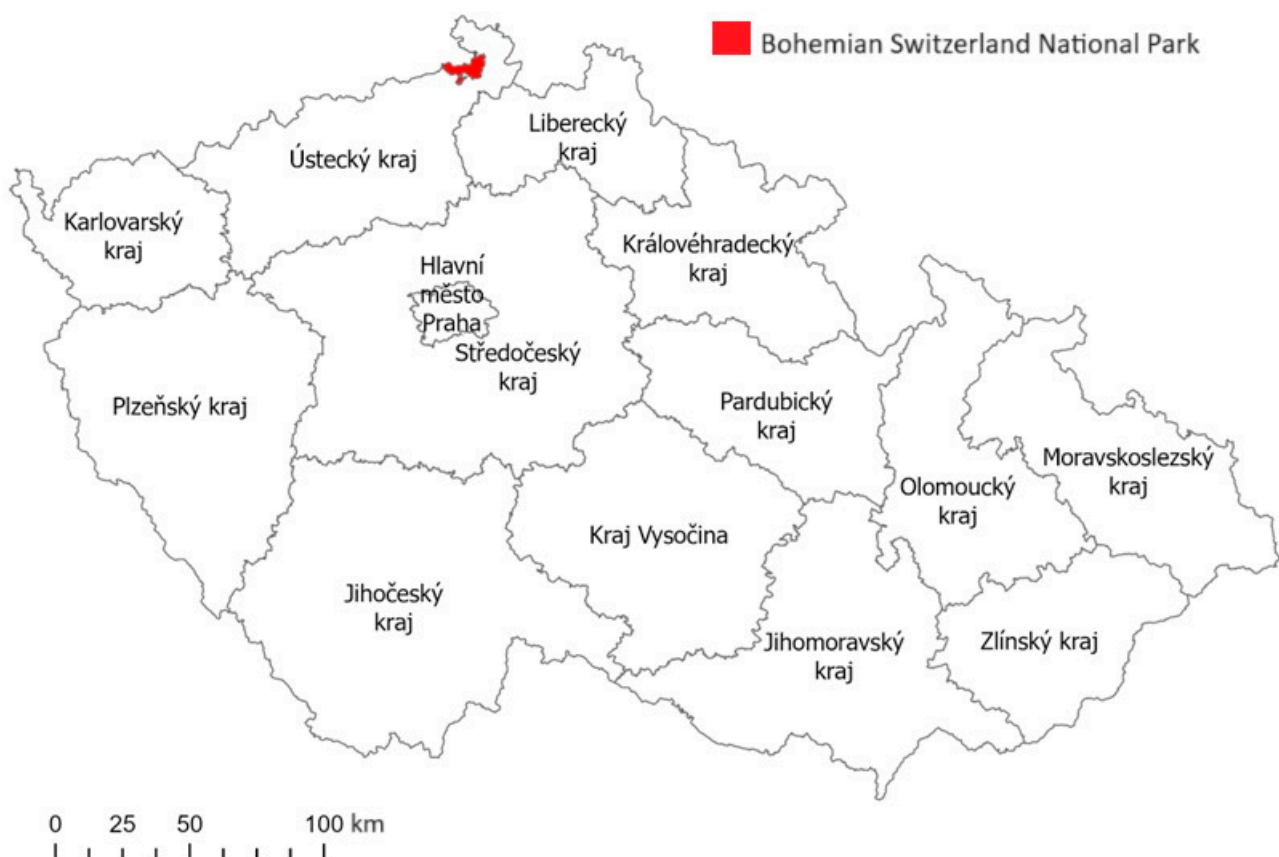 Bohemian Switzerland National Park
Liberecký
kraj
Ústecký kraj
Karlovarský
kraj
Královéhradecký
kraj
Hlavní
město
Praha
Středočeský
kraj
Plzeňský kraj
Pardubický
kraj
Moravskoslezský
kraj
Olomoucký
kraj
Kraj Vysočina
Jihočeský
kraj
Jihomoravský
kraj
Zlínský kraj
0 25 50 100 km